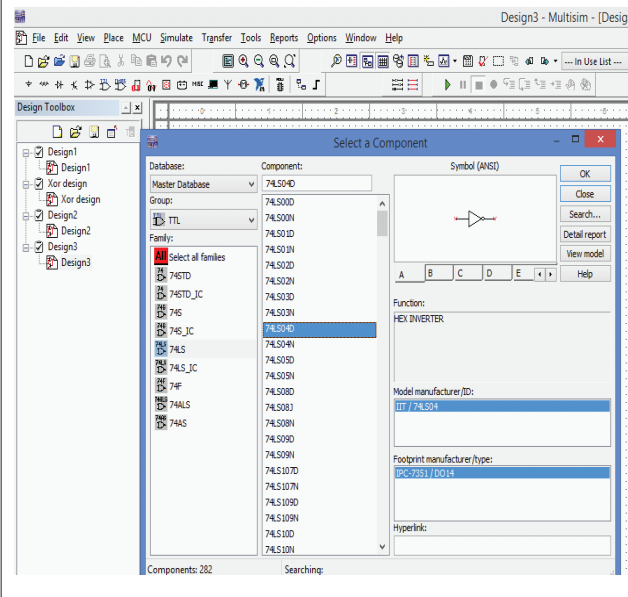 Design3 - Multisim - [Desig
File Edit View Place MCU Simulate Transfer Tools Reports Options Window Help
--- In Use List ---
Design Toolbox
Design1
Design1
Xor design
Xor design
Design2
Design2
Design3
Design3
Select a Component
Database:
Master Database
Group:
TTL
Family:
All Select all families
74STD
74STD_IC
74S
74S_IC
74LS
74LS_IC
74F
74ALS
74AS
Component:
74LS04D
74LS00D
74LS00N
74LS01D
74LS01N
74LS02D
74LS02N
74LS03D
74LS03N
74LS04D
74LS04N
74LS05D
74LS05N
74LS08D
74LS08J
74LS08N
74LS09D
74LS09N
74LS107D
74LS107N
74LS109D
74LS109N
74LS10D
74LS10N
Symbol (ANSI)
A B C D E
Function:
HEX INVERTER
Model manufacturer/ID:
IIT / 74LS04
Footprint manufacturer/type:
IPC-7351 / DO14
Hyperlink:
OK
Close
Search...
Detail report
View model
Help
Components: 282
Searching: